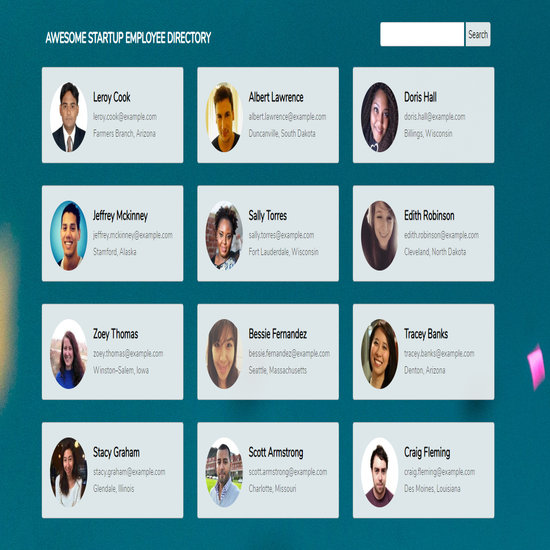 AWESOME STARTUP EMPLOYEE DIRECTORY
Search
Leroy Cook
leroy.cook@example.com
Farmers Branch, Arizona
Albert Lawrence
albert.lawrence@example.com
Duncanville, South Dakota
Doris Hall
doris.hall@example.com
Billings, Wisconsin
Jeffrey Mckinney
jeffrey.mckinney@example.com
Stamford, Alaska
Sally Torres
sally.torres@example.com
Fort Lauderdale, Wisconsin
Edith Robinson
edith.robinson@example.com
Cleveland, North Dakota
Zoey Thomas
zoey.thomas@example.com
Winston–Salem, Iowa
Bessie Fernandez
bessie.fernandez@example.com
Seattle, Massachusetts
Tracey Banks
tracey.banks@example.com
Denton, Arizona
Stacy Graham
stacy.graham@example.com
Glendale, Illinois
Scott Armstrong
scott.armstrong@example.com
Charlotte, Missouri
Craig Fleming
craig.fleming@example.com
Des Moines, Louisiana